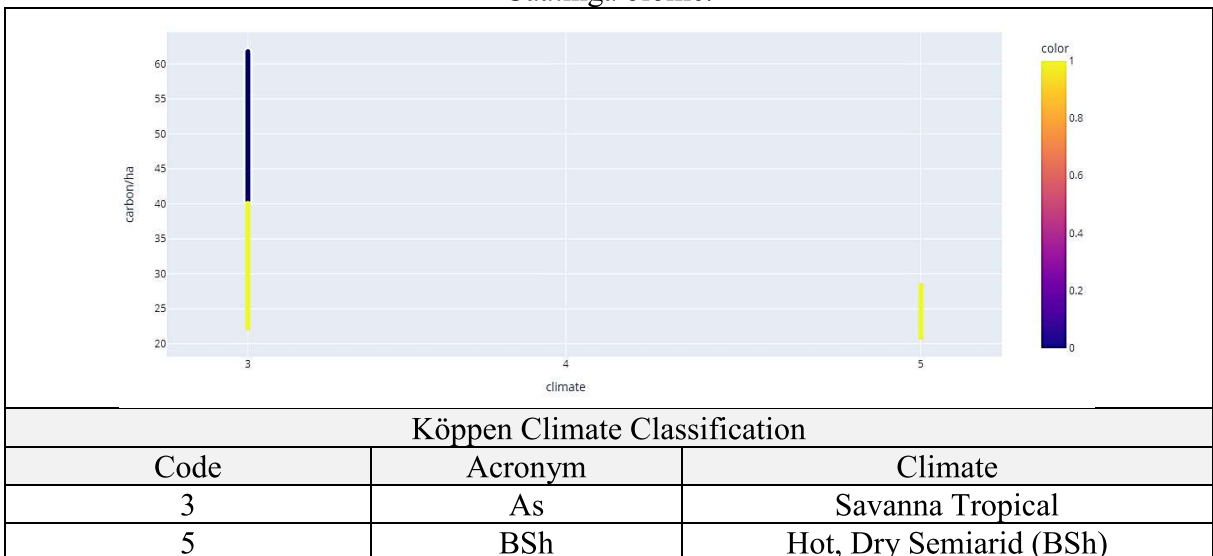 Caatinga biome.
color
60
55
50
45
40
35
30
25
20
carbon/ha
3
4
5
climate
1
0.8
0.6
0.4
0.2
0
Köppen Climate Classification
Code Acronym Climate
3 As Savanna Tropical
5 BSh Hot, Dry Semiarid (BSh)